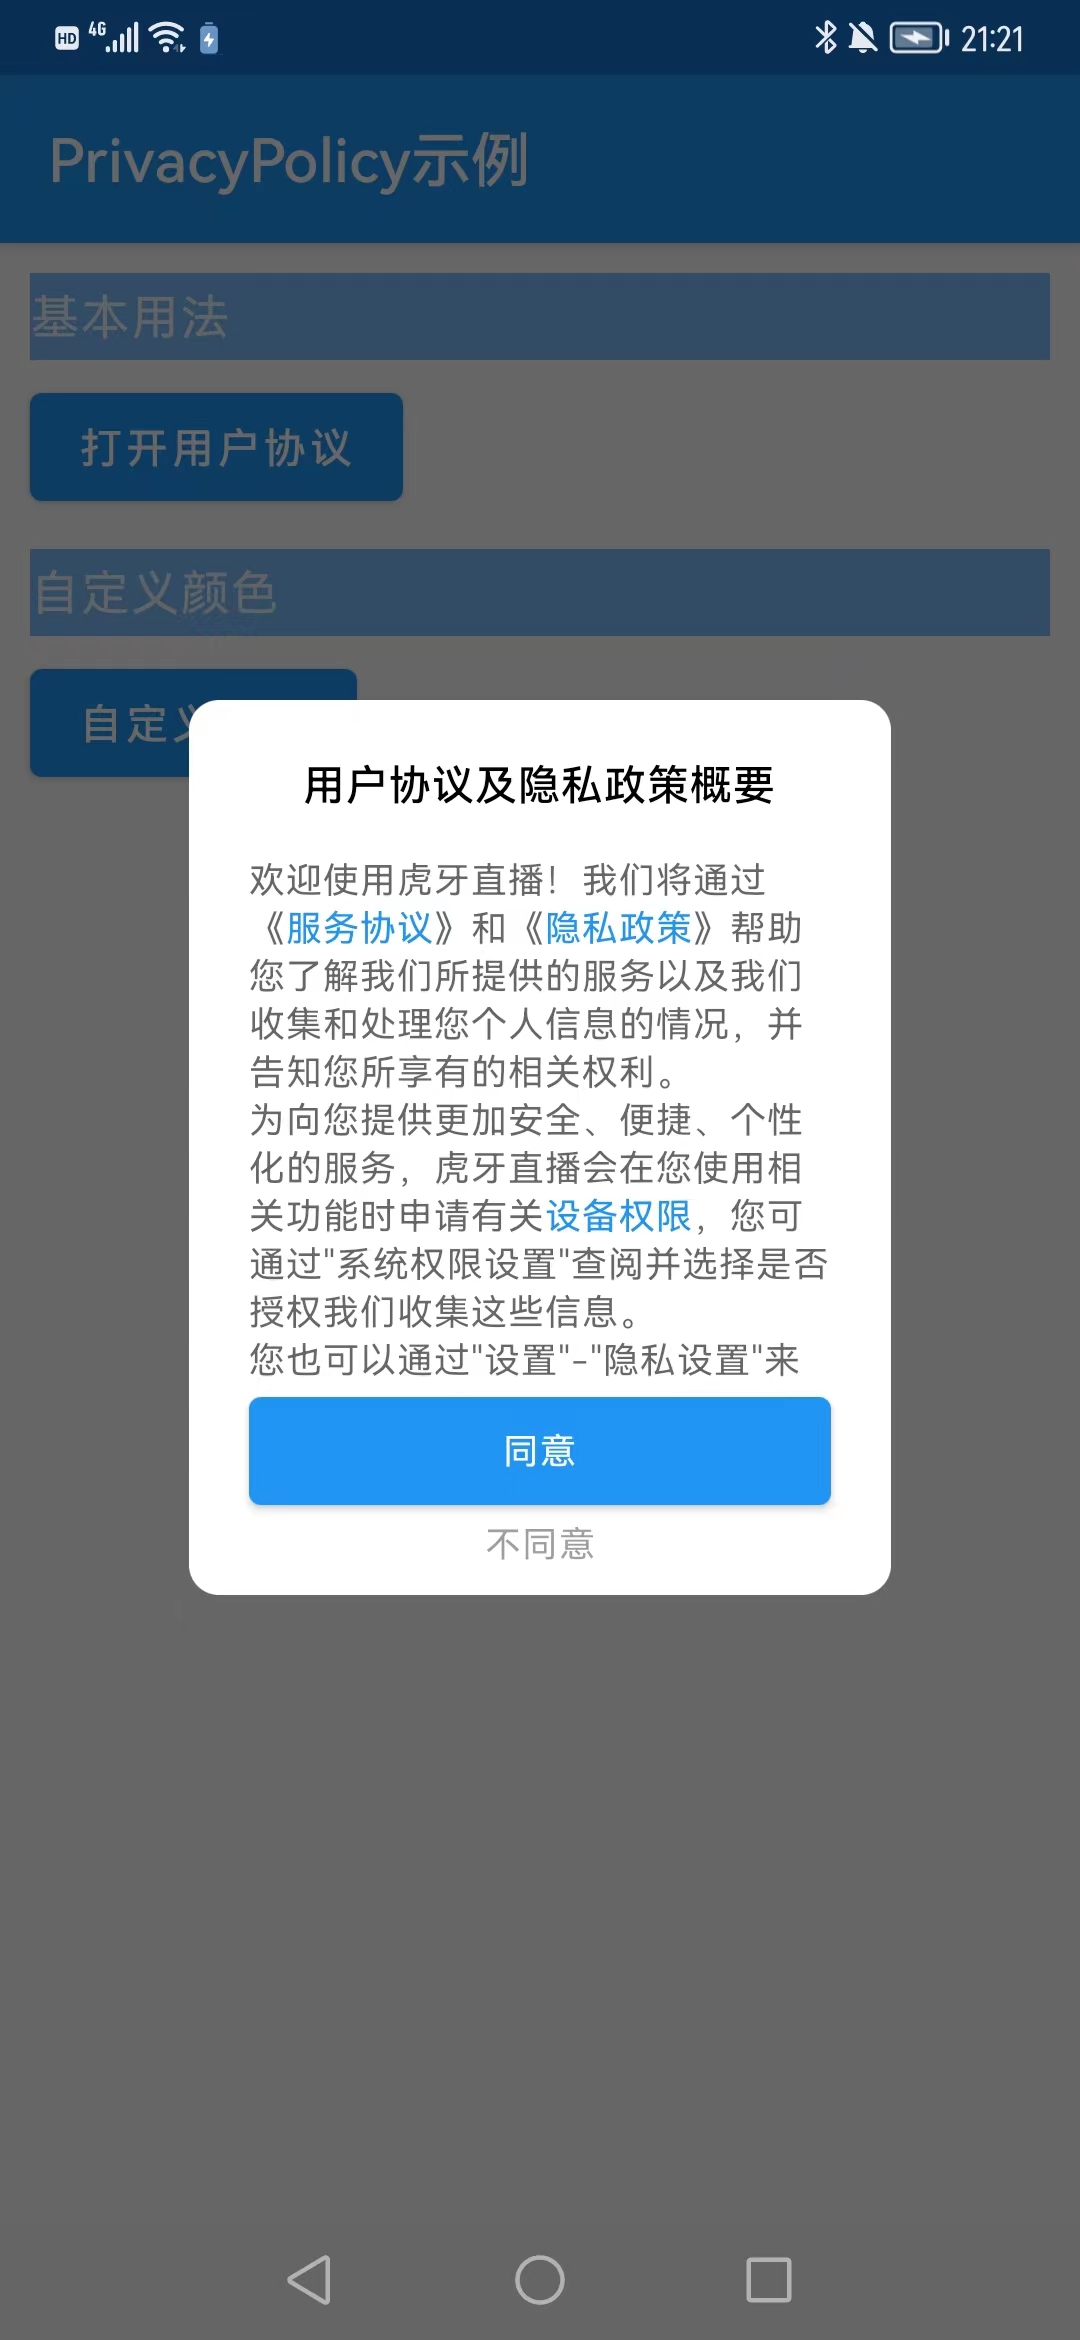 HD 4G 21:21
PrivacyPolicy示例
基本用法
打开用户协议
自定义颜色
自定义
用户协议及隐私政策概要
欢迎使用虎牙直播！我们将通过
《服务协议》和《隐私政策》帮助
您了解我们所提供的服务以及我们
收集和处理您个人信息的情况，并
告知您所享有的相关权利。
为向您提供更加安全、便捷、个性
化的服务，虎牙直播会在您使用相
关功能时申请有关设备权限，您可
通过"系统权限设置"查阅并选择是否
授权我们收集这些信息。
您也可以通过"设置"-"隐私设置"来
同意
不同意